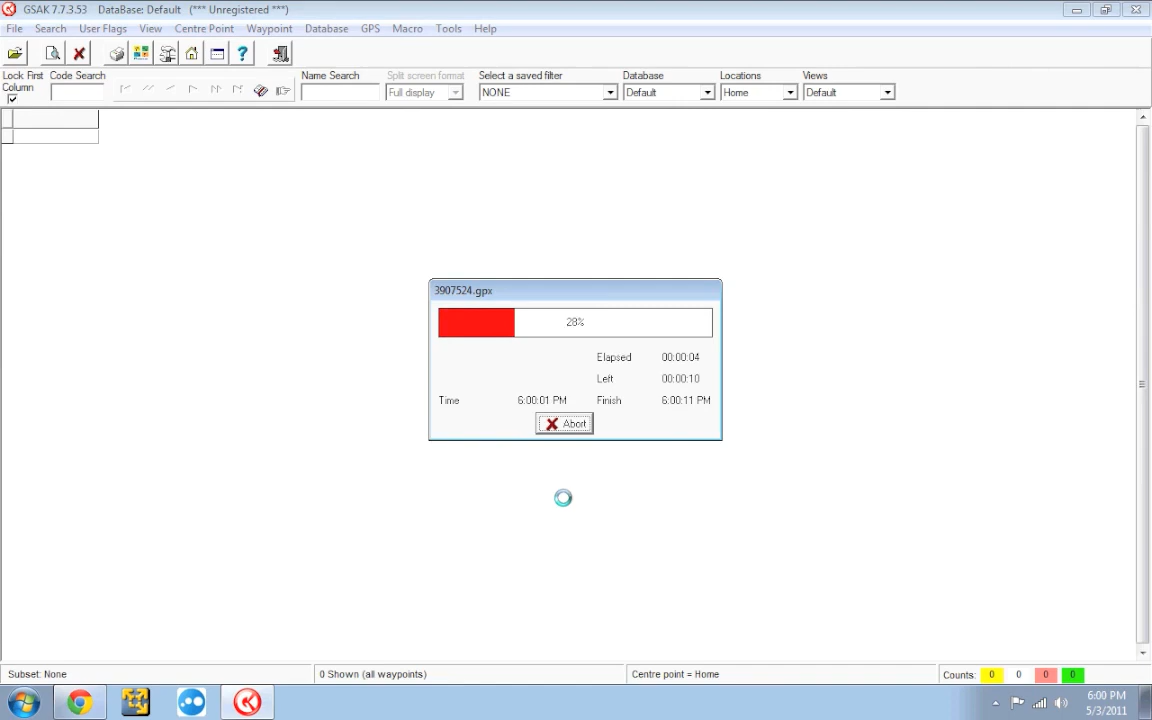 GSAK 7.7.3.53 DataBase: Default (*** Unregistered ***)
File Search User Flags View Centre Point Waypoint Database GPS Macro Tools Help
Lock First Column Code Search Name Search Split screen format Select a saved filter Database Locations Views
Full display NONE Default Home Default
3907524.gpx
28%
Elapsed 00:00:04
Left 00:00:10
Time 6:00:01 PM Finish 6:00:11 PM
Abort
Subset: None 0 Shown (all waypoints) Centre point = Home Counts: 0 0 0 0
6:00 PM
5/3/2011